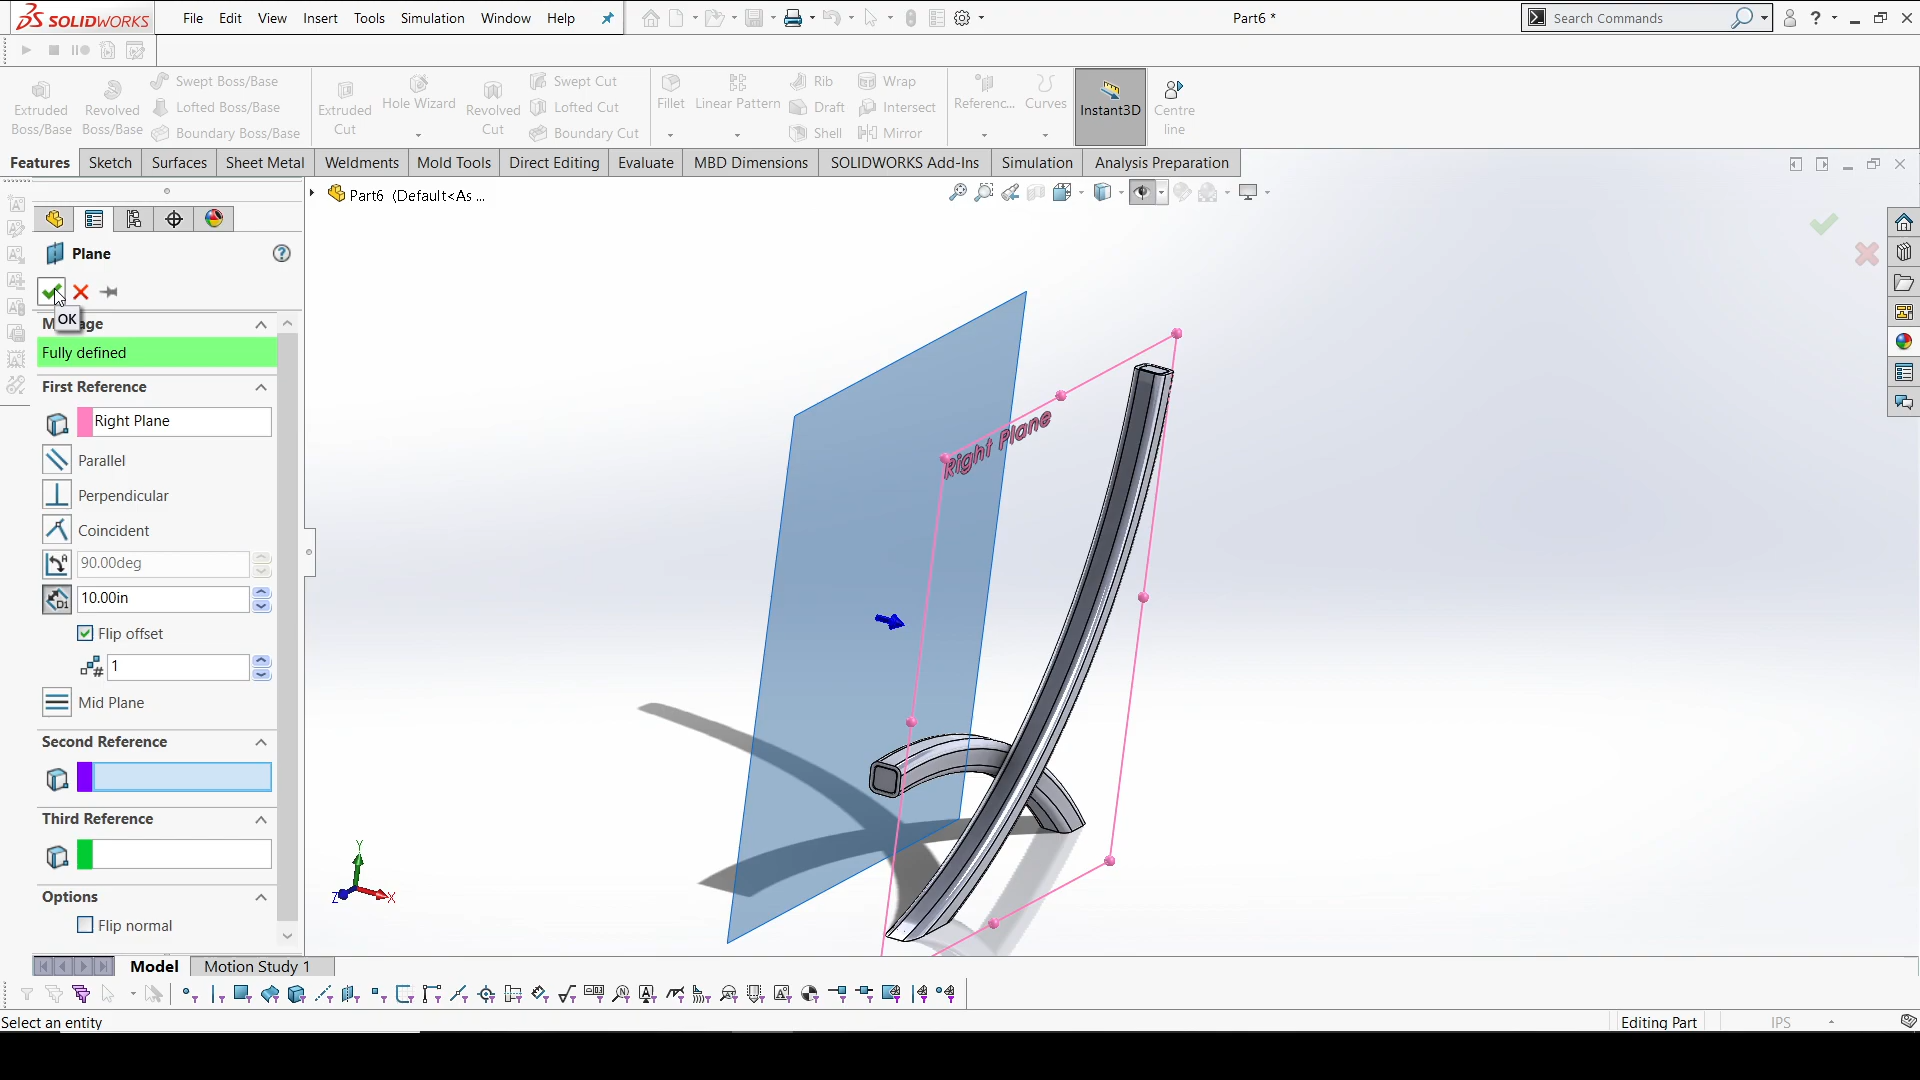 SOLIDWORKS File Edit View Insert Tools Simulation Window Help Part6 * Search Commands ?
Extruded Boss/Base
Revolved Boss/Base
Swept Boss/Base
Lofted Boss/Base
Boundary Boss/Base
Extruded Cut
Hole Wizard
Revolved Cut
Swept Cut
Lofted Cut
Boundary Cut
Fillet
Linear Pattern
Rib
Draft
Shell
Wrap
Intersect
Mirror
Referenc...
Curves
Instant3D
Centre line
Features Sketch Surfaces Sheet Metal Weldments Mold Tools Direct Editing Evaluate MBD Dimensions SOLIDWORKS Add-Ins Simulation Analysis Preparation
Part6 (Default<As ...
Plane
OK
Fully defined
First Reference
Right Plane
Parallel
Perpendicular
Coincident
90.00deg
10.00in
Flip offset
1
Mid Plane
Second Reference
Third Reference
Options
Flip normal
Right Plane
Y
Z
X
Model Motion Study 1
Select an entity Editing Part IPS